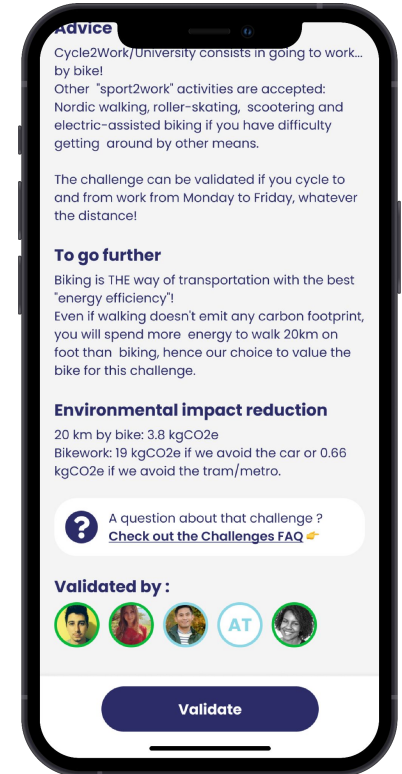 Advice
Cycle2Work/University consists in going to work...
by bike!
Other "sport2work" activities are accepted:
Nordic walking, roller-skating, scootering and
electric-assisted biking if you have difficulty
getting around by other means.
The challenge can be validated if you cycle to
and from work from Monday to Friday, whatever
the distance!
To go further
Biking is THE way of transportation with the best
"energy efficiency"!
Even if walking doesn't emit any carbon footprint,
you will spend more energy to walk 20km on
foot than biking, hence our choice to value the
bike for this challenge.
Environmental impact reduction
20 km by bike: 3.8 kgCO2e
Bikework: 19 kgCO2e if we avoid the car or 0.66
kgCO2e if we avoid the tram/metro.
A question about that challenge ?
Check out the Challenges FAQ 👉
Validated by :
AT
Validate